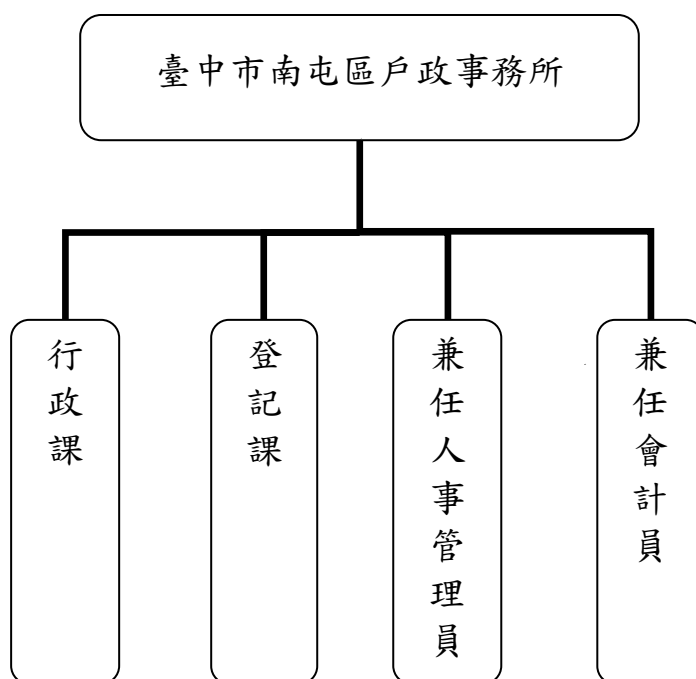 臺中市南屯區戶政事務所
行政課
登記課
兼任人事管理員
兼任會計員